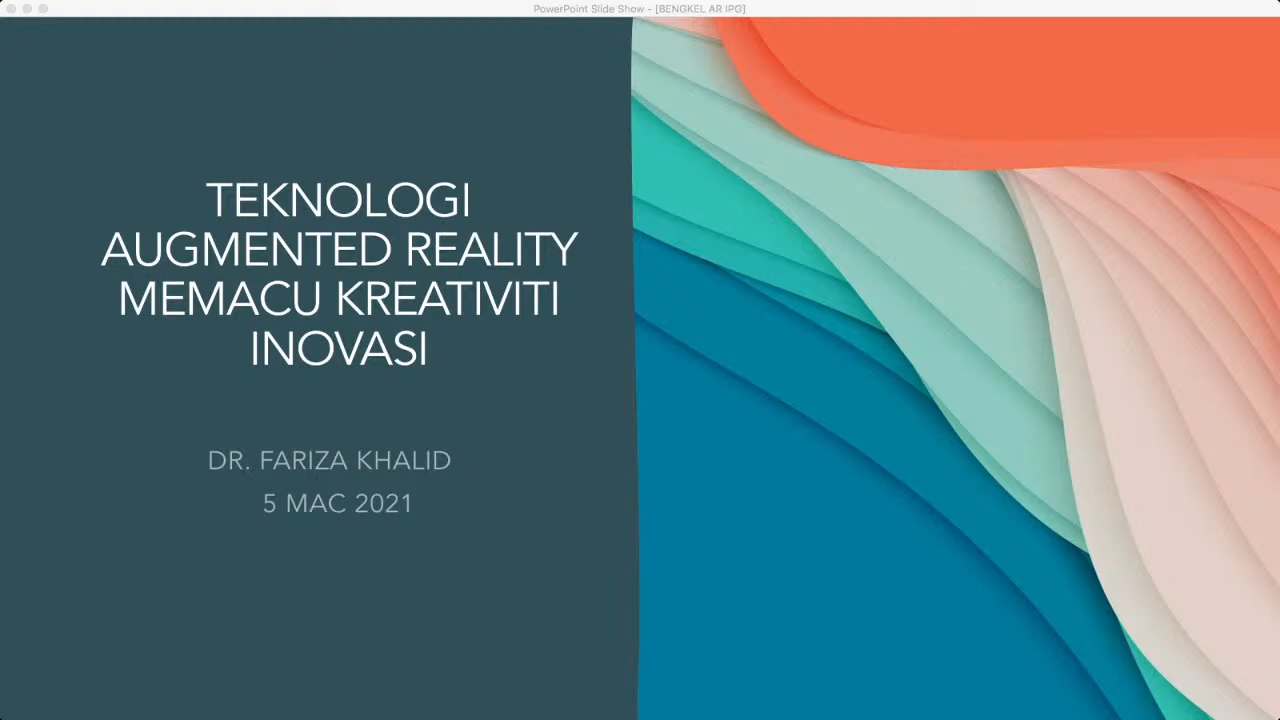 PowerPoint Slide Show - [BENGKEL AR IPG]
TEKNOLOGI
AUGMENTED REALITY
MEMACU KREATIVITI
INOVASI
DR. FARIZA KHALID
5 MAC 2021